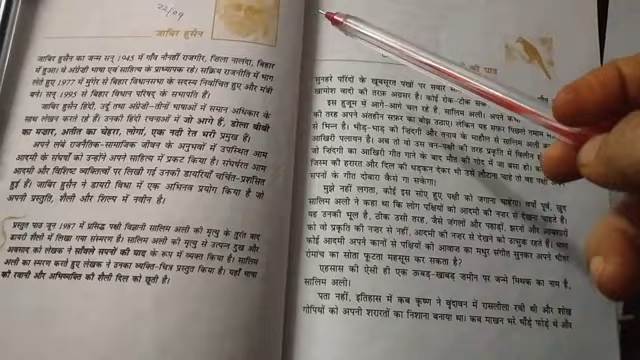 22/09
जाबिर हुसैन
जाबिर हुसैन का जन्म सन् 1945 में गाँव नौनहीं राजगीर, जिला नालंदा, बिहार
में हुआ। वे अंग्रेज़ी भाषा एवं साहित्य के प्राध्यापक रहे। सक्रिय राजनीति में भाग
लेते हुए 1977 में मुंगेर से बिहार विधानसभा के सदस्य निर्वाचित हुए और मंत्री
बने। सन् 1995 से बिहार विधान परिषद् के सभापति हैं।
जाबिर हुसैन हिंदी, उर्दू तथा अंग्रेज़ी–तीनों भाषाओं में समान अधिकार के
साथ लेखन करते रहे हैं। उनकी हिंदी रचनाओं में जो आगे हैं, डोला बीबी
का मज़ार, अतीत का चेहरा, लोगां, एक नदी रेत भरी प्रमुख हैं।
अपने लंबे राजनैतिक-सामाजिक जीवन के अनुभवों में उपस्थित आम
आदमी के संघर्षों को उन्होंने अपने साहित्य में प्रकट किया है। संघर्षरत आम
आदमी और विशिष्ट व्यक्तित्वों पर लिखी गई उनकी डायरियाँ चर्चित-प्रशंसित
हुई हैं। जाबिर हुसैन ने डायरी विधा में एक अभिनव प्रयोग किया है जो
अपनी प्रस्तुति, शैली और शिल्प में नवीन है।
प्रस्तुत पाठ जून 1987 में प्रसिद्ध पक्षी विज्ञानी सालिम अली की मृत्यु के तुरंत बाद
डायरी शैली में लिखा गया संस्मरण है। सालिम अली की मृत्यु से उत्पन्न दुख और
अवसाद को लेखक ने साँवले सपनों की याद के रूप में व्यक्त किया है। सालिम
अली का स्मरण करते हुए लेखक ने उनका व्यक्ति-चित्र प्रस्तुत किया है। यहाँ भाषा
की रवानी और अभिव्यक्ति की शैली दिल को छूती है।
की याद
सुनहरे परिंदों के खूबसूरत पंखों पर सवार
खामोश वादी की तरफ़ अग्रसर है। कोई रोक-टोक सके
इस हुजूम में आगे-आगे चल रहे हैं, सालिम अली। अपने
की तरह अपने अंतहीन सफ़र का बोझ उठाए। लेकिन यह सफ़र पिछले तमाम
से भिन्न है। भीड़-भाड़ की ज़िंदगी और तनाव के माहौल से सालिम अली
आखिरी पलायन है। अब तो वो उस वन-पक्षी की तरह प्रकृति में विलीन
जो ज़िंदगी का आखिरी गीत गाने के बाद मौत की गोद में जा बसा हो।
जिस्म की हरारत और दिल की धड़कन देकर भी उसे लौटाना चाहे तो वह पक्षी
सपनों के गीत दोबारा कैसे गा सकेगा।
मुझे नहीं लगता, कोई इस सोए हुए पक्षी को जगाना चाहेगा। वर्षों पूर्व, खुद
सालिम अली ने कहा था कि लोग पक्षियों को आदमी की नज़र से देखना चाहते हैं।
यह उनकी भूल है, ठीक उसी तरह, जैसे जंगलों और पहाड़ों, झरनों और आबशारों
को वो प्रकृति की नज़र से नहीं, आदमी की नज़र से देखने को उत्सुक रहते हैं। भला
कोई आदमी अपने कानों से पक्षियों की आवाज़ का मधुर संगीत सुनकर अपने भीतर
रोमांच का सोता फूटता महसूस कर सकता है?
एहसास की ऐसी ही एक ऊबड़-खाबड़ ज़मीन पर जन्मे मिथक का नाम है,
सालिम अली।
पता नहीं, इतिहास में कब कृष्ण ने वृंदावन में रासलीला रची थी और शोख
गोपियों को अपनी शरारतों का निशाना बनाया था। कब माखन भरे भाँड़े फोड़े थे और